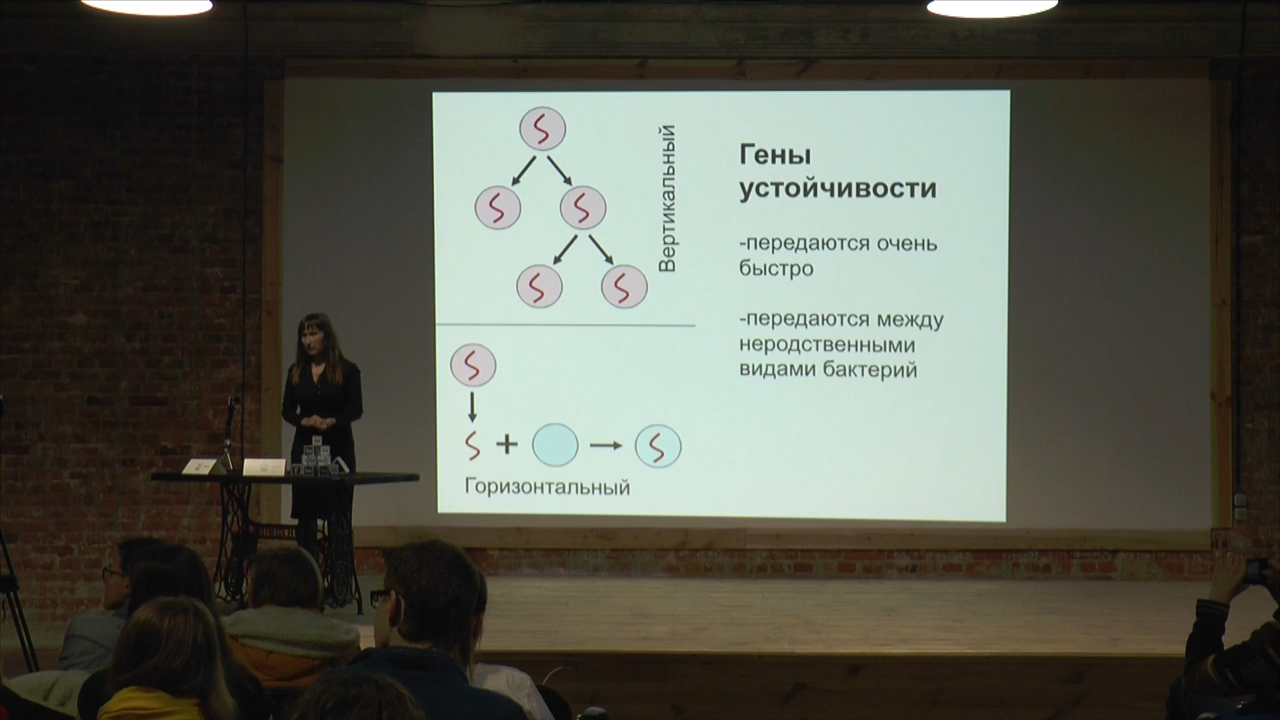 Вертикальный
Гены
устойчивости
-передаются очень
быстро
-передаются между
неродственными
видами бактерий
Горизонтальный